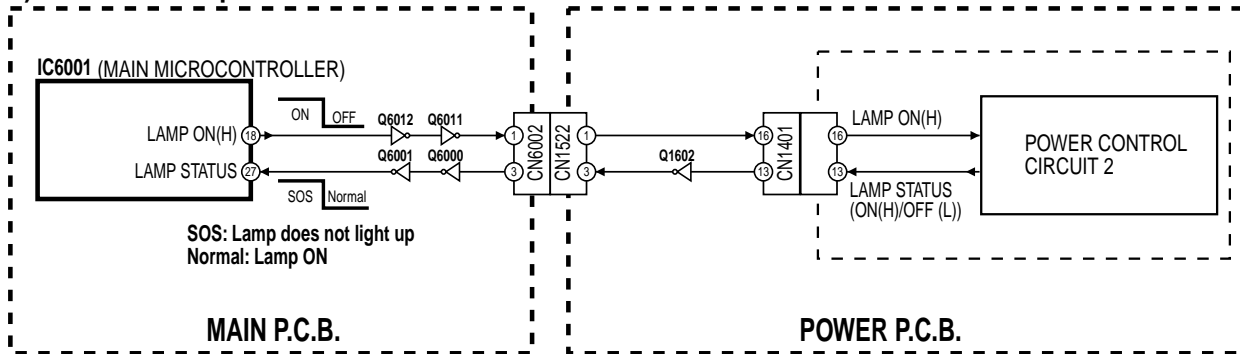 IC6001 (MAIN MICROCONTROLLER)
LAMP ON(H) 18
ON OFF
Q6012 Q6011
LAMP STATUS 27
Q6001 Q6000
SOS Normal
SOS: Lamp does not light up
Normal: Lamp ON
1 CN6002 CN1522 1
3 3
Q1602
16 CN1401 16
13 13
LAMP ON(H)
LAMP STATUS
(ON(H)/OFF (L))
POWER CONTROL
CIRCUIT 2
MAIN P.C.B.
POWER P.C.B.